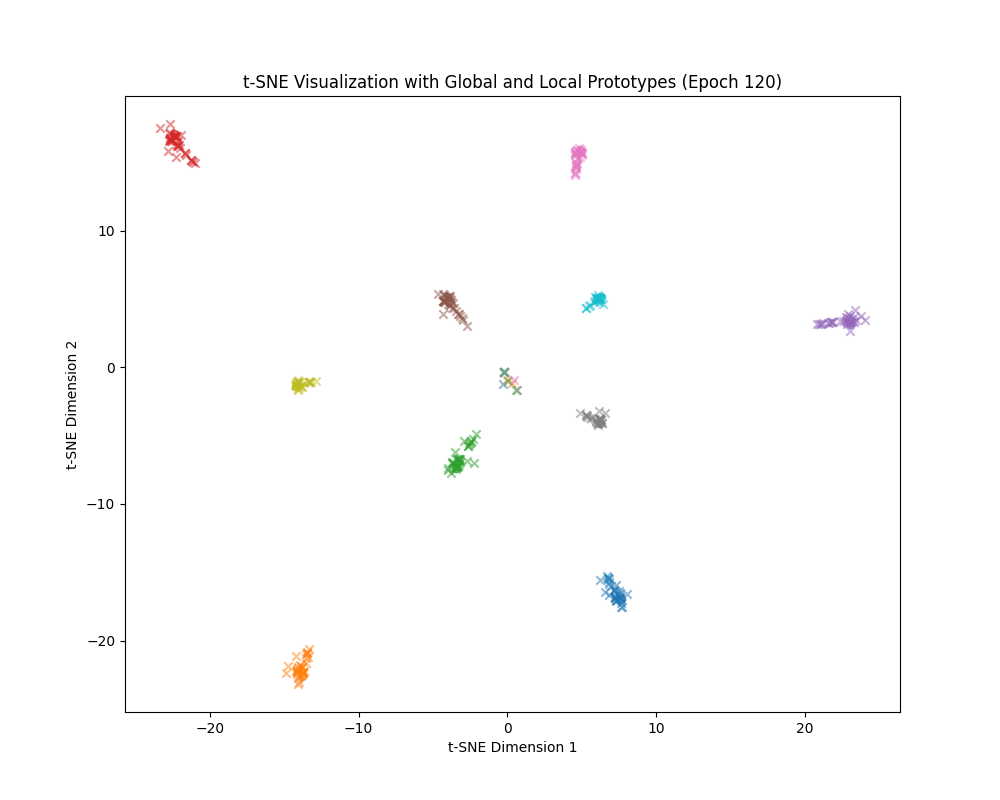 t-SNE Visualization with Global and Local Prototypes (Epoch 120)
10
0
−10
−20
t-SNE Dimension 2
−20 −10 0 10 20
t-SNE Dimension 1